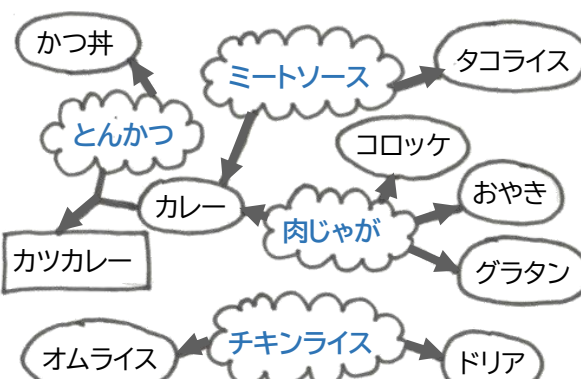 かつ丼
ミートソース
タコライス
とんかつ
コロッケ
おやき
カレー
肉じゃが
カツカレー
グラタン
チキンライス
オムライス
ドリア